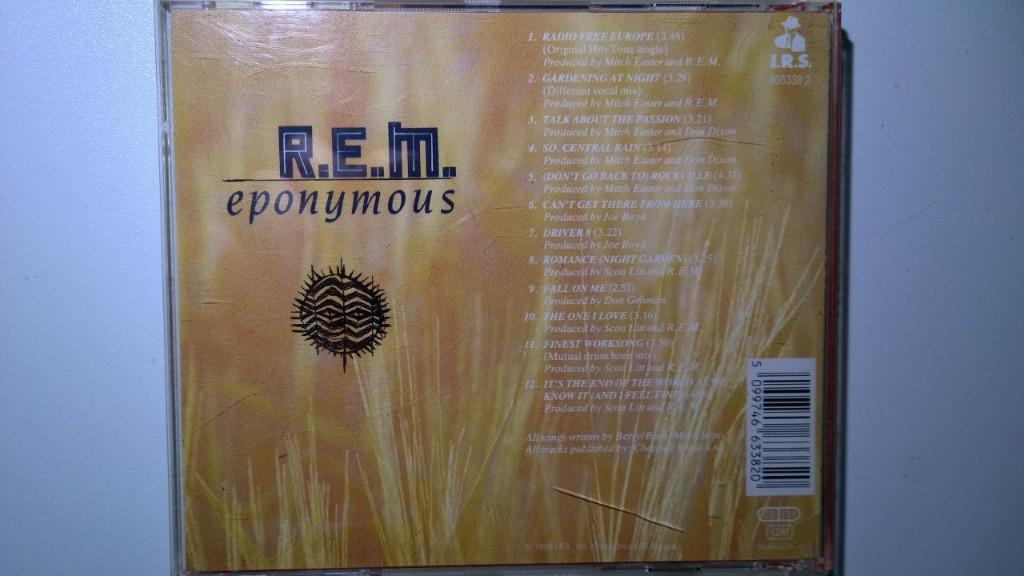 R.E.M.
eponymous
1. RADIO FREE EUROPE (3.48)
(Original Hib-Tone single)
Produced by Mitch Easter and R.E.M.
2. GARDENING AT NIGHT (3.29)
(Different vocal mix)
Produced by Mitch Easter and R.E.M
3. TALK ABOUT THE PASSION (3.21)
Produced by Mitch Easter and Don Dixon
4. SO. CENTRAL RAIN (3.14)
Produced by Mitch Easter and Don Dixon
5. (DON'T GO BACK TO) ROCKVILLE (4.31)
Produced by Mitch Easter and Don Dixon
6. CAN'T GET THERE FROM HERE (3.36)
Produced by Joe Boyd
7. DRIVER 8 (3.22)
Produced by Joe Boyd
8. ROMANCE (NIGHT GARDEN) (3.25)
Produced by Scott Litt and R.E.M.
9. FALL ON ME (2.51)
Produced by Don Gehman
10. THE ONE I LOVE (3.16)
Produced by Scott Litt and R.E.M.
11. FINEST WORKSONG (3.50)
(Mutual drum horn mix)
Produced by Scott Litt and R.E.M
12. IT'S THE END OF THE WORLD AS WE
KNOW IT (AND I FEEL FINE)
Produced by Scott Litt and R.E.M.
All songs written by Berry/Buck/Mills/Stipe
All tracks published by
I.R.S.
466338 2
5 099746 633820